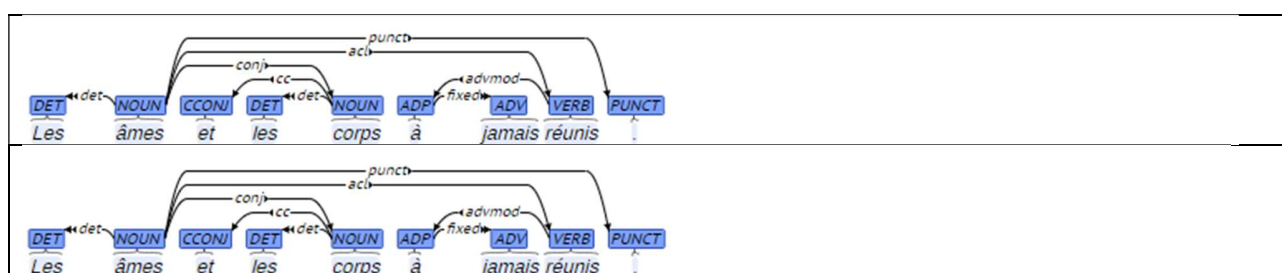 punct
acl
conj
cc advmod
det det fixed
DET NOUN CCONJ DET NOUN ADP ADV VERB PUNCT
Les âmes et les corps à jamais réunis .
punct
acl
conj
cc advmod
det det fixed
DET NOUN CCONJ DET NOUN ADP ADV VERB PUNCT
Les âmes et les corps à jamais réunis .